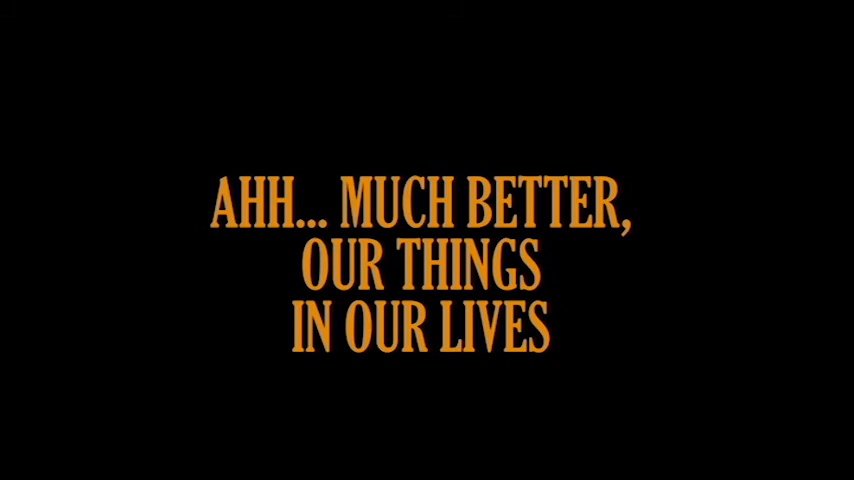 AHH... MUCH BETTER,
OUR THINGS
IN OUR LIVES